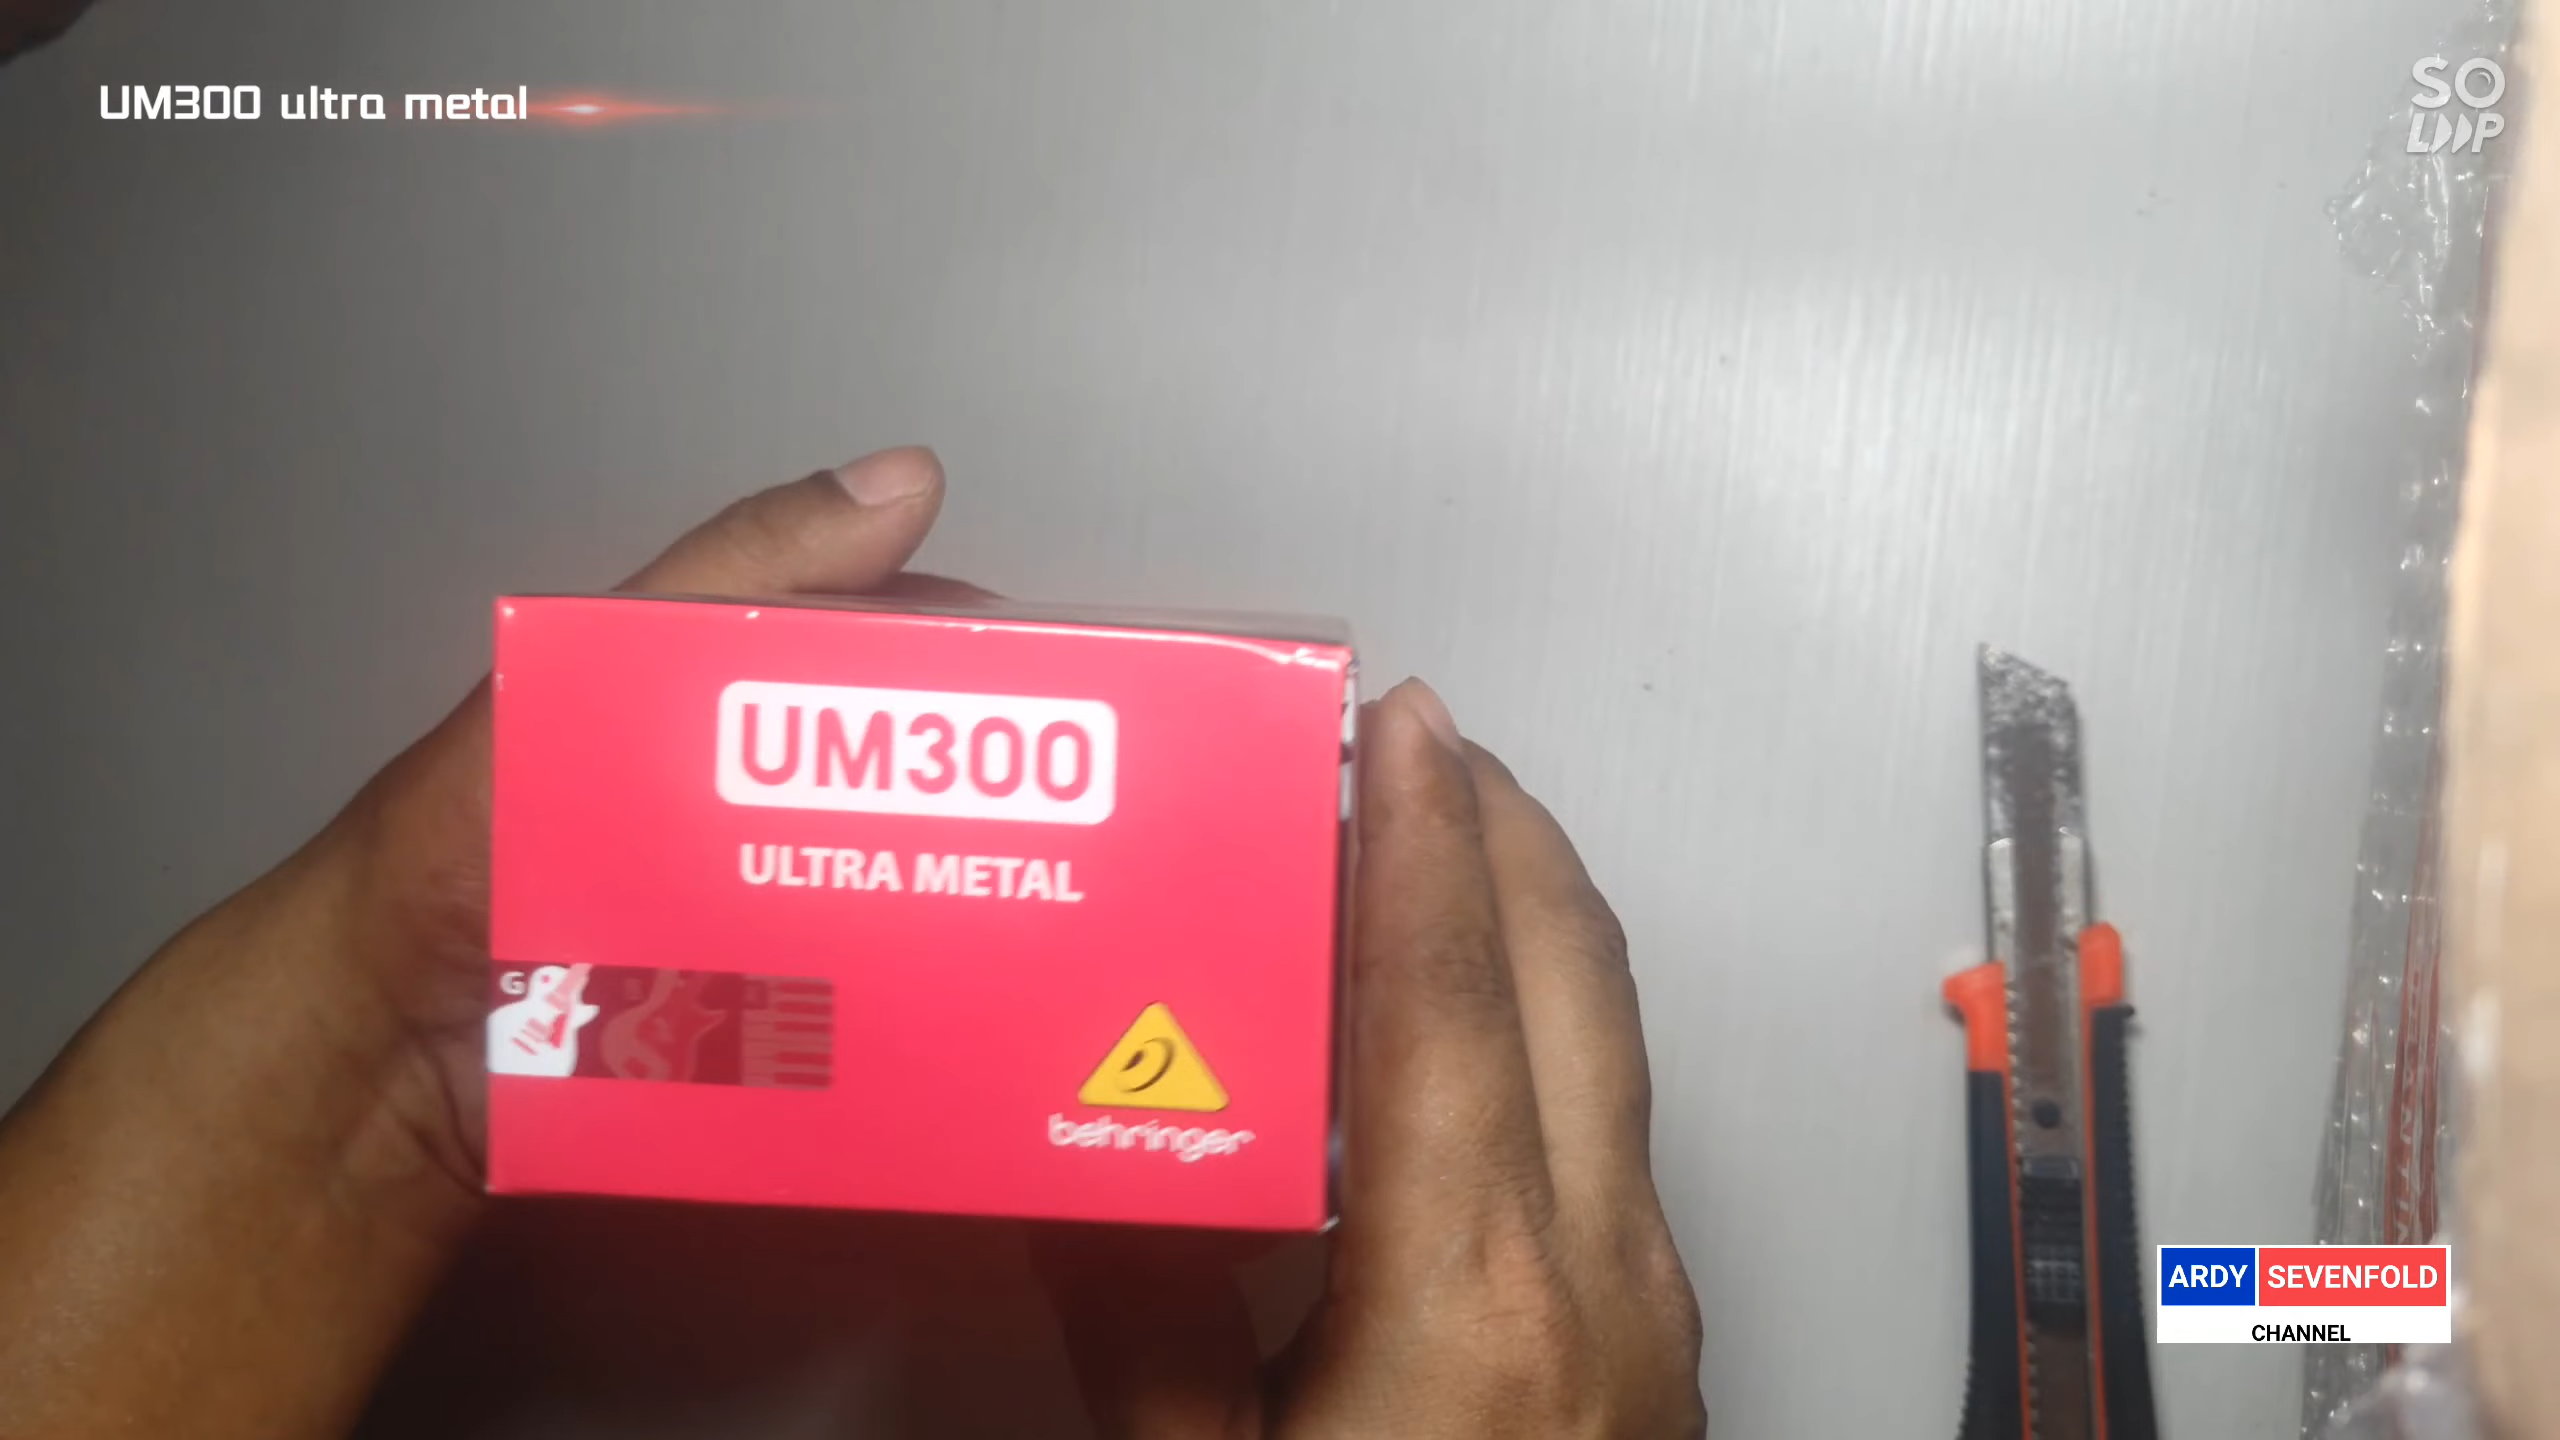 UM300 ultra metal
SO
LOOP
UM300
ULTRA METAL
G
behringer
ARDY SEVENFOLD
CHANNEL